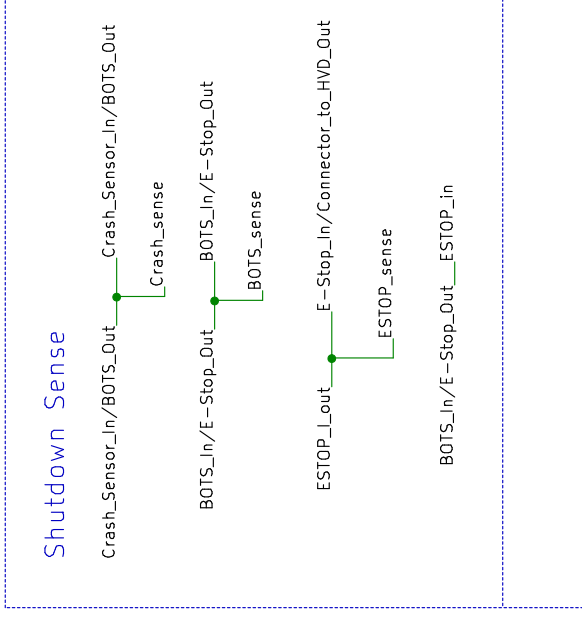 Shutdown Sense
Crash_Sensor_In/BOTS_Out
Crash_Sensor_In/BOTS_Out
Crash_sense
BOTS_In/E-Stop_Out
BOTS_In/E-Stop_Out
BOTS_sense
ESTOP_I_out
E-Stop_In/Connector_to_HVD_Out
ESTOP_sense
BOTS_In/E-Stop_Out
ESTOP_in